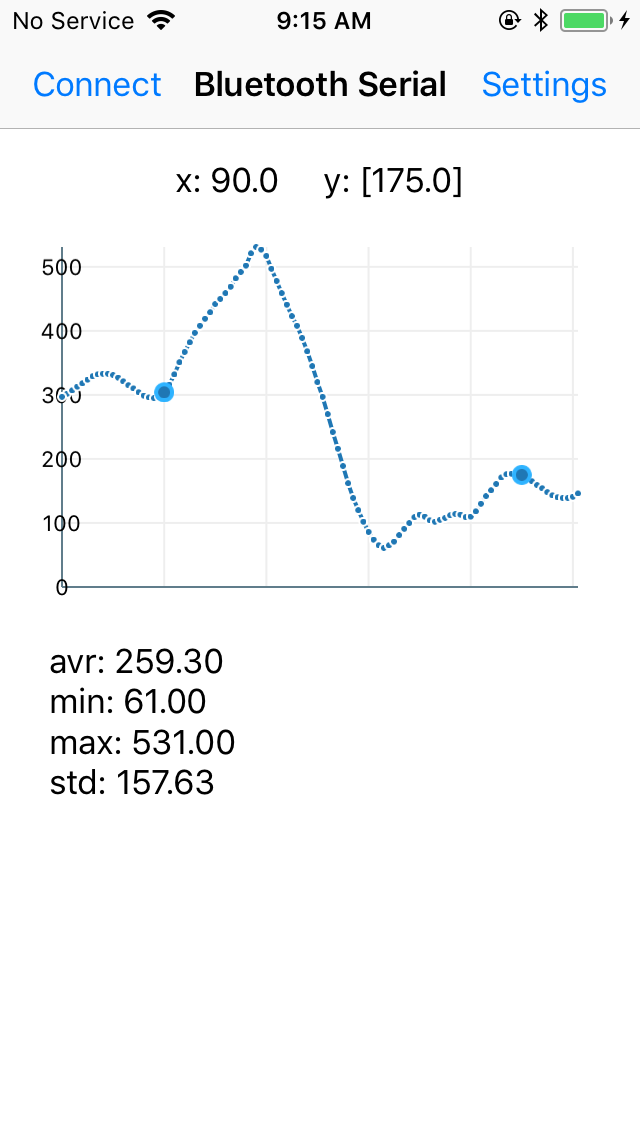 No Service 9:15 AM
Connect Bluetooth Serial Settings
x: 90.0 y: [175.0]
500
400
300
200
100
0
avr: 259.30
min: 61.00
max: 531.00
std: 157.63